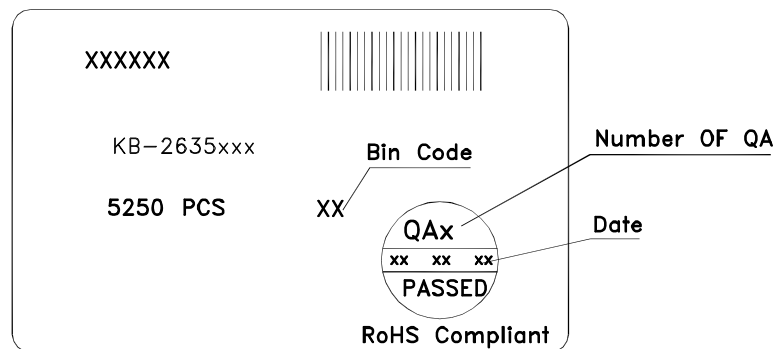 XXXXXX
KB-2635xxx
Bin Code
Number OF QA
5250 PCS
XX
QAx
Date
xx xx xx
PASSED
RoHS Compliant